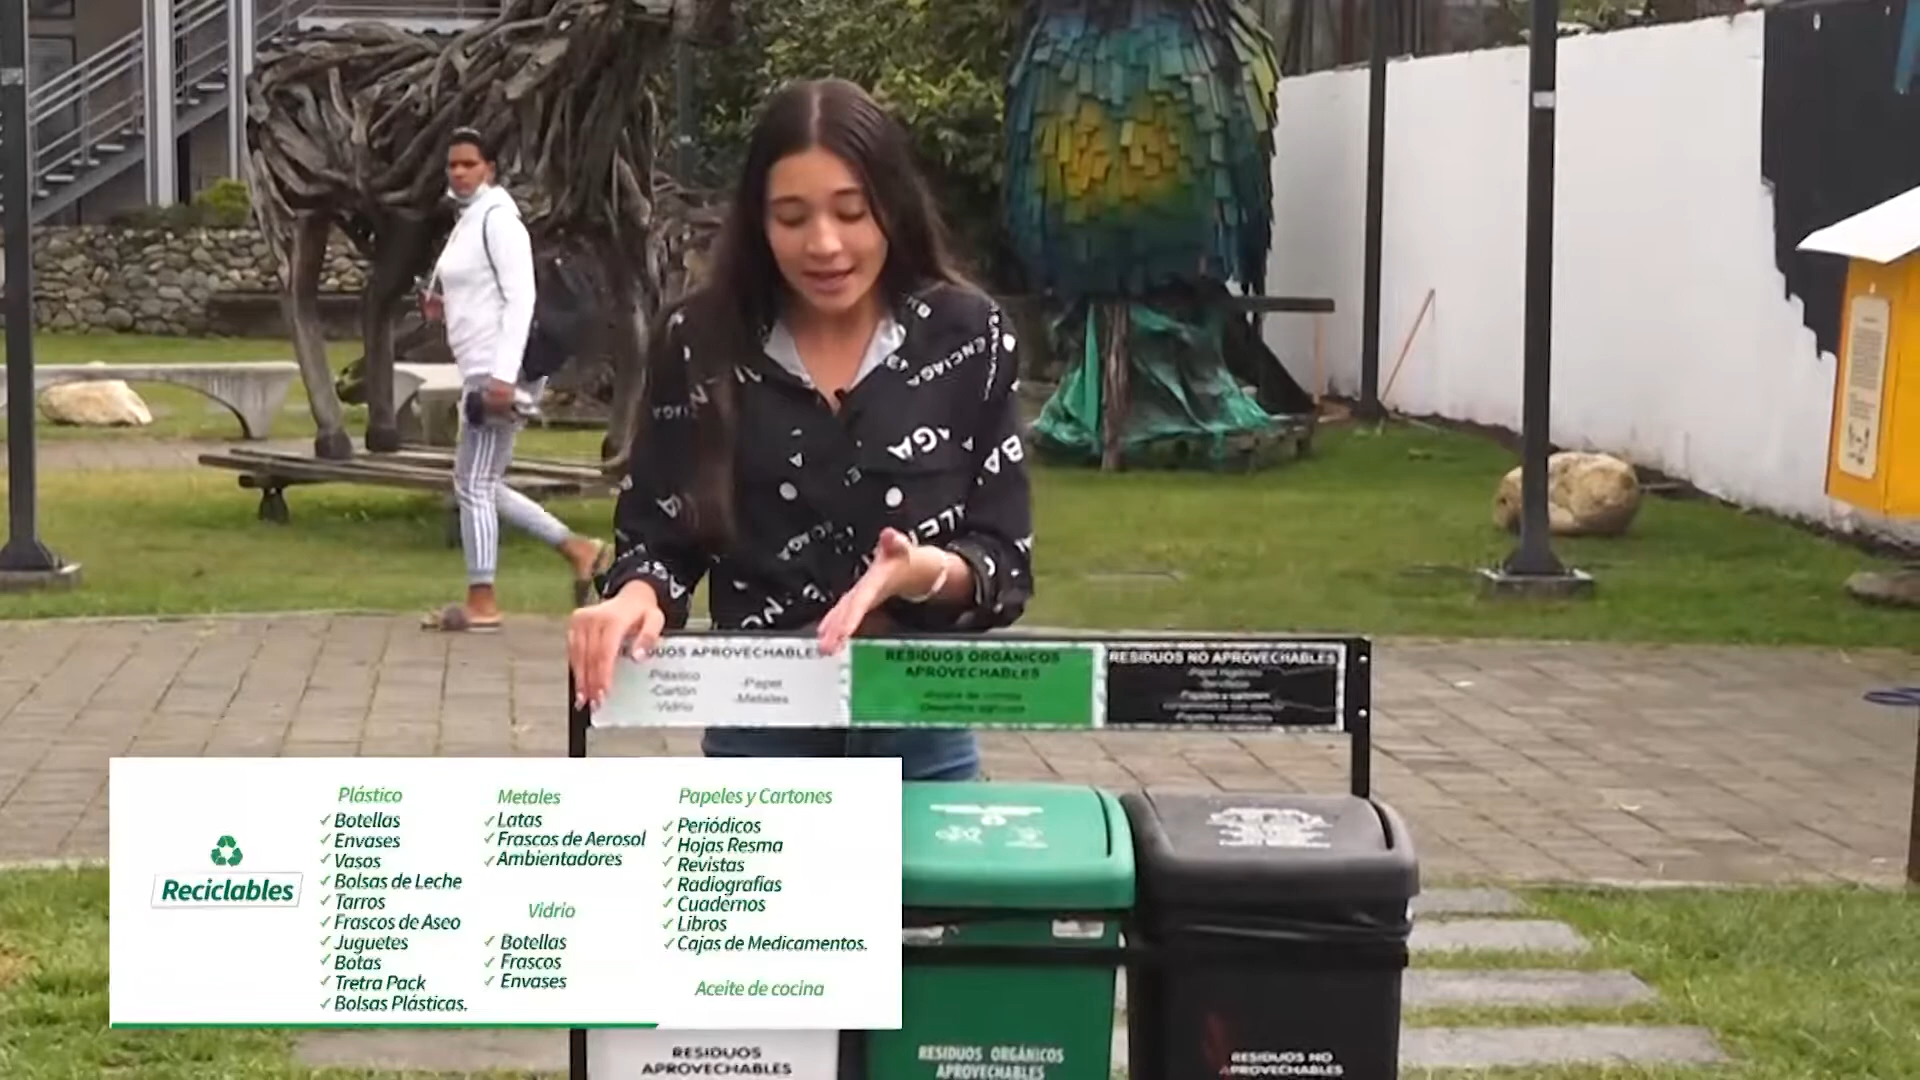 RESIDUOS APROVECHABLES
-Plástico
-Cartón
-Vidrio
-Papel
-Metales
RESIDUOS ORGÁNICOS
APROVECHABLES
RESIDUOS NO APROVECHABLES
Reciclables
Plástico
✓ Botellas
✓ Envases
✓ Vasos
✓ Bolsas de Leche
✓ Tarros
✓ Frascos de Aseo
✓ Juguetes
✓ Botas
✓ Tretra Pack
✓ Bolsas Plásticas.
Metales
✓ Latas
✓ Frascos de Aerosol
✓ Ambientadores
Vidrio
✓ Botellas
✓ Frascos
✓ Envases
Papeles y Cartones
✓ Periódicos
✓ Hojas Resma
✓ Revistas
✓ Radiografias
✓ Cuadernos
✓ Libros
✓ Cajas de Medicamentos.
Aceite de cocina
RESIDUOS
APROVECHABLES
RESIDUOS ORGÁNICOS
APROVECHABLES
RESIDUOS NO
APROVECHABLES